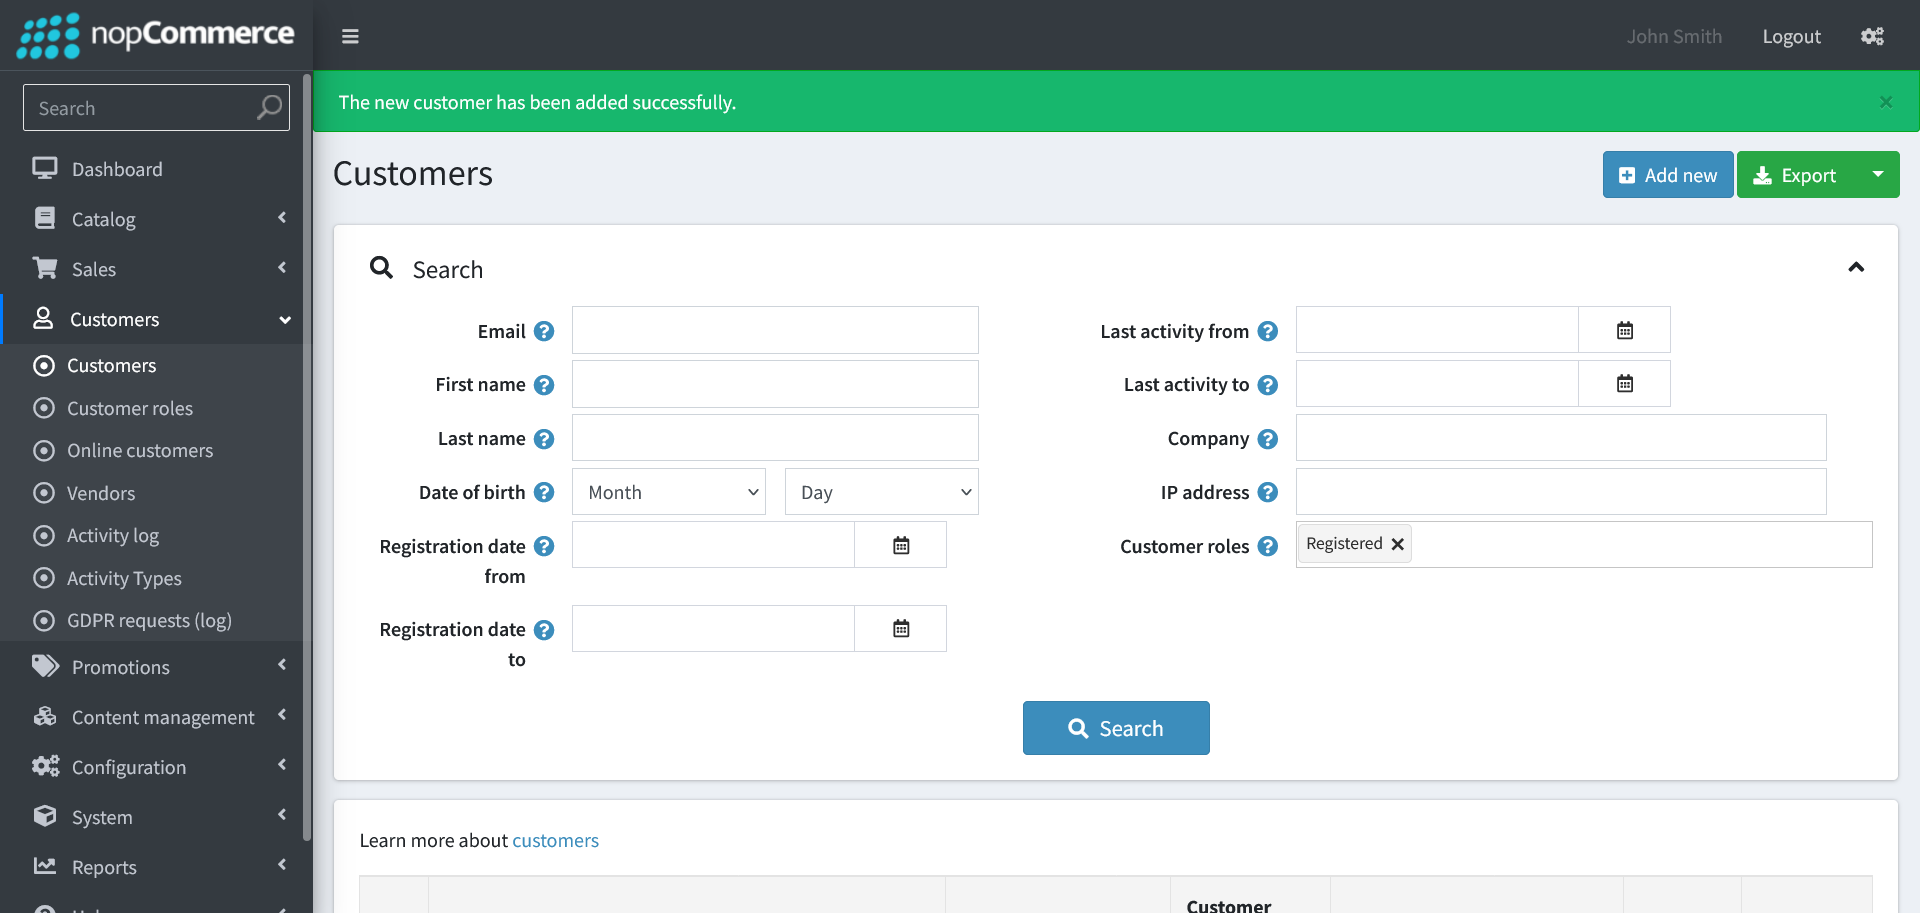 nopCommerce
John Smith
Logout
Search
The new customer has been added successfully.
×
Dashboard
Catalog
Sales
Customers
Customers
Customer roles
Online customers
Vendors
Activity log
Activity Types
GDPR requests (log)
Promotions
Content management
Configuration
System
Reports
Customers
Add new
Export
Search
Email ?
First name ?
Last name ?
Date of birth ? Month Day
Registration date from ?
Registration date to ?
Last activity from ?
Last activity to ?
Company ?
IP address ?
Customer roles ? Registered ×
Search
Learn more about customers
Customer